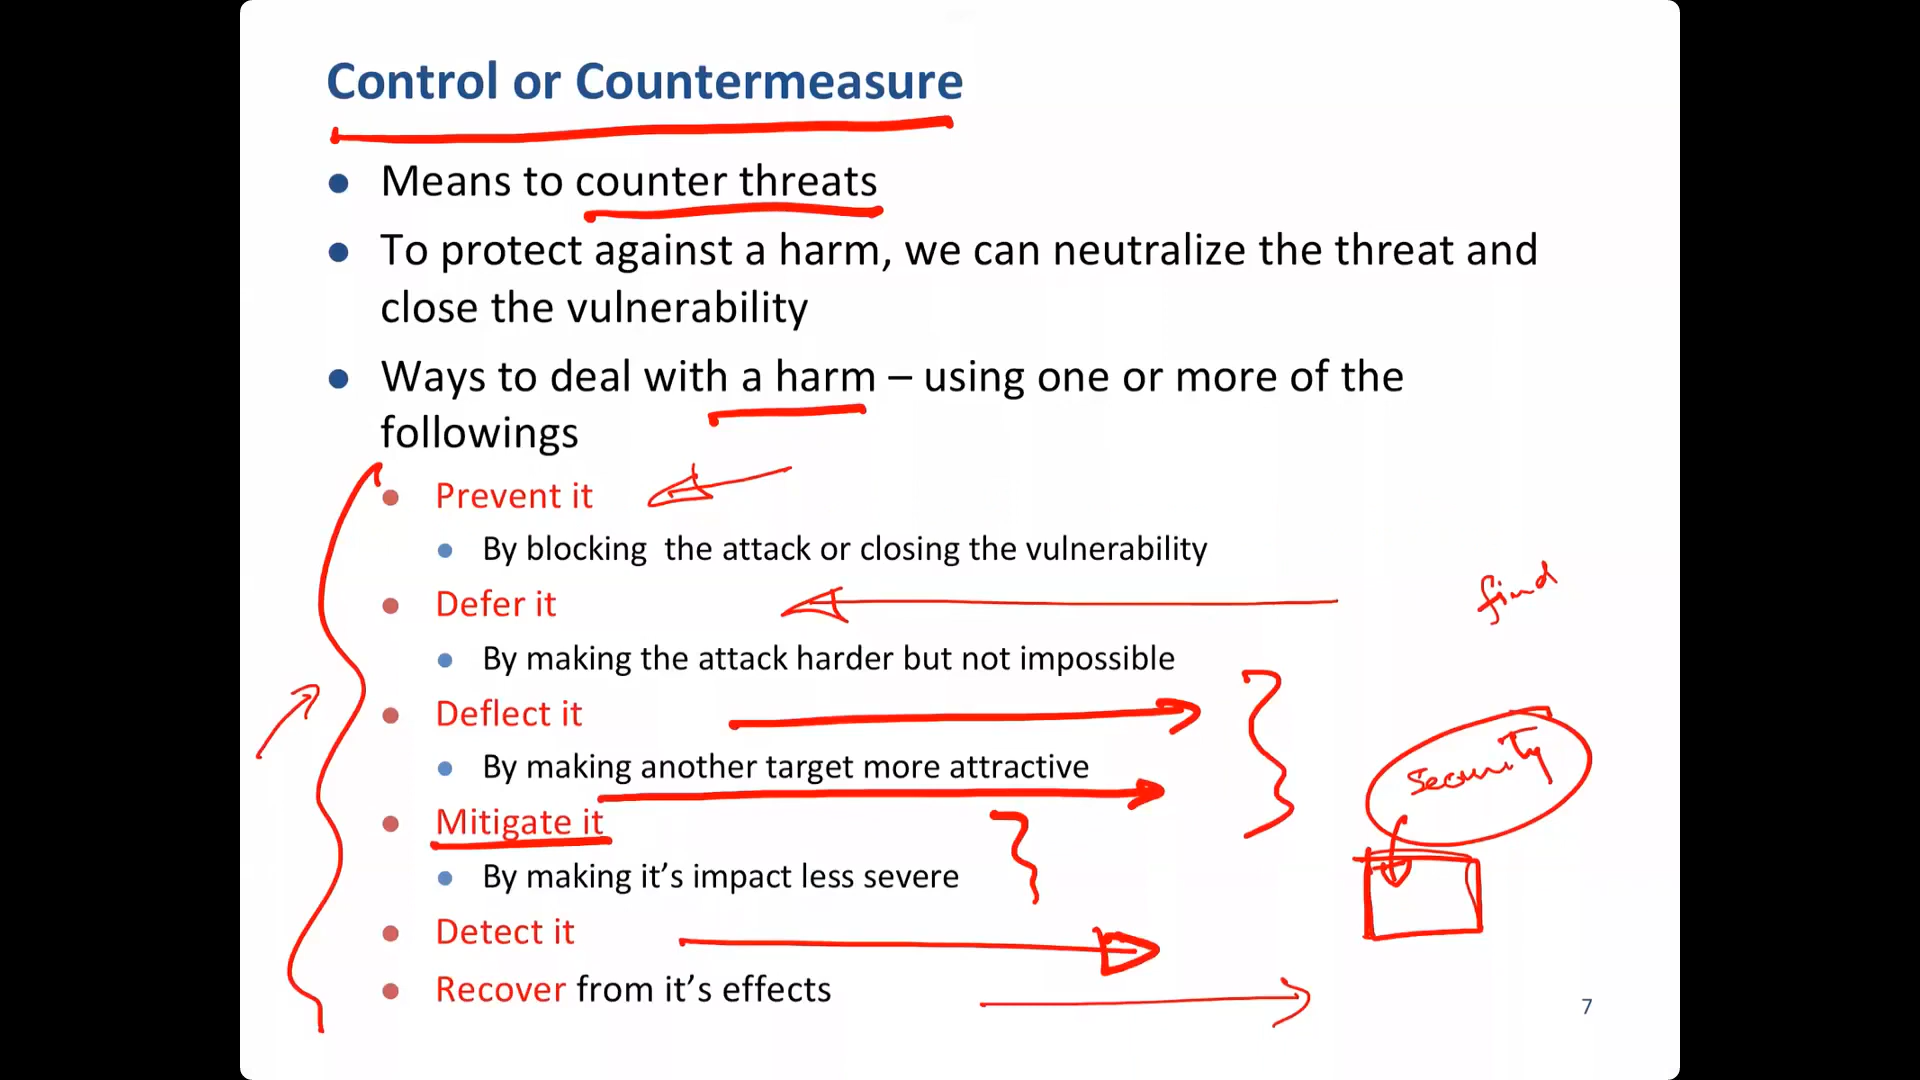 Control or Countermeasure
Means to counter threats
To protect against a harm, we can neutralize the threat and
close the vulnerability
Ways to deal with a harm – using one or more of the
followings
Prevent it
By blocking the attack or closing the vulnerability
find
Defer it
By making the attack harder but not impossible
Deflect it
security
By making another target more attractive
Mitigate it
By making it's impact less severe
Detect it
Recover from it's effects
7